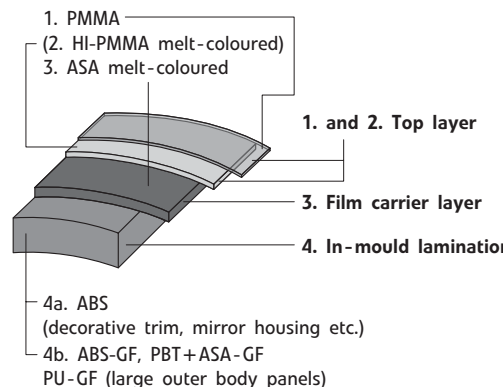 1. PMMA
(2. HI-PMMA melt-coloured)
3. ASA melt-coloured
1. and 2. Top layer
3. Film carrier layer
4. In-mould lamination
4a. ABS
(decorative trim, mirror housing etc.)
4b. ABS-GF, PBT+ASA-GF
PU-GF (large outer body panels)